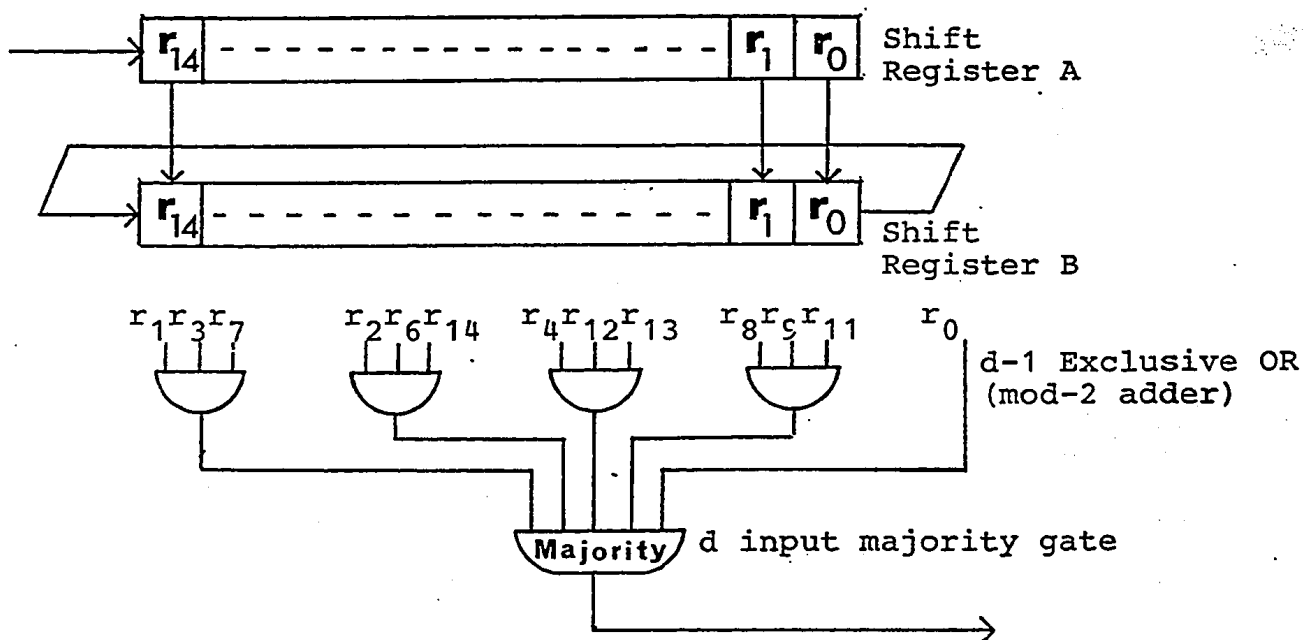 r14 r1 r0 Shift
Register A
r14 r1 r0 Shift
Register B
r1r3r7 r2r6r14 r4r12r13 r8r9r11 r0
d-1 Exclusive OR
(mod-2 adder)
Majority d input majority gate